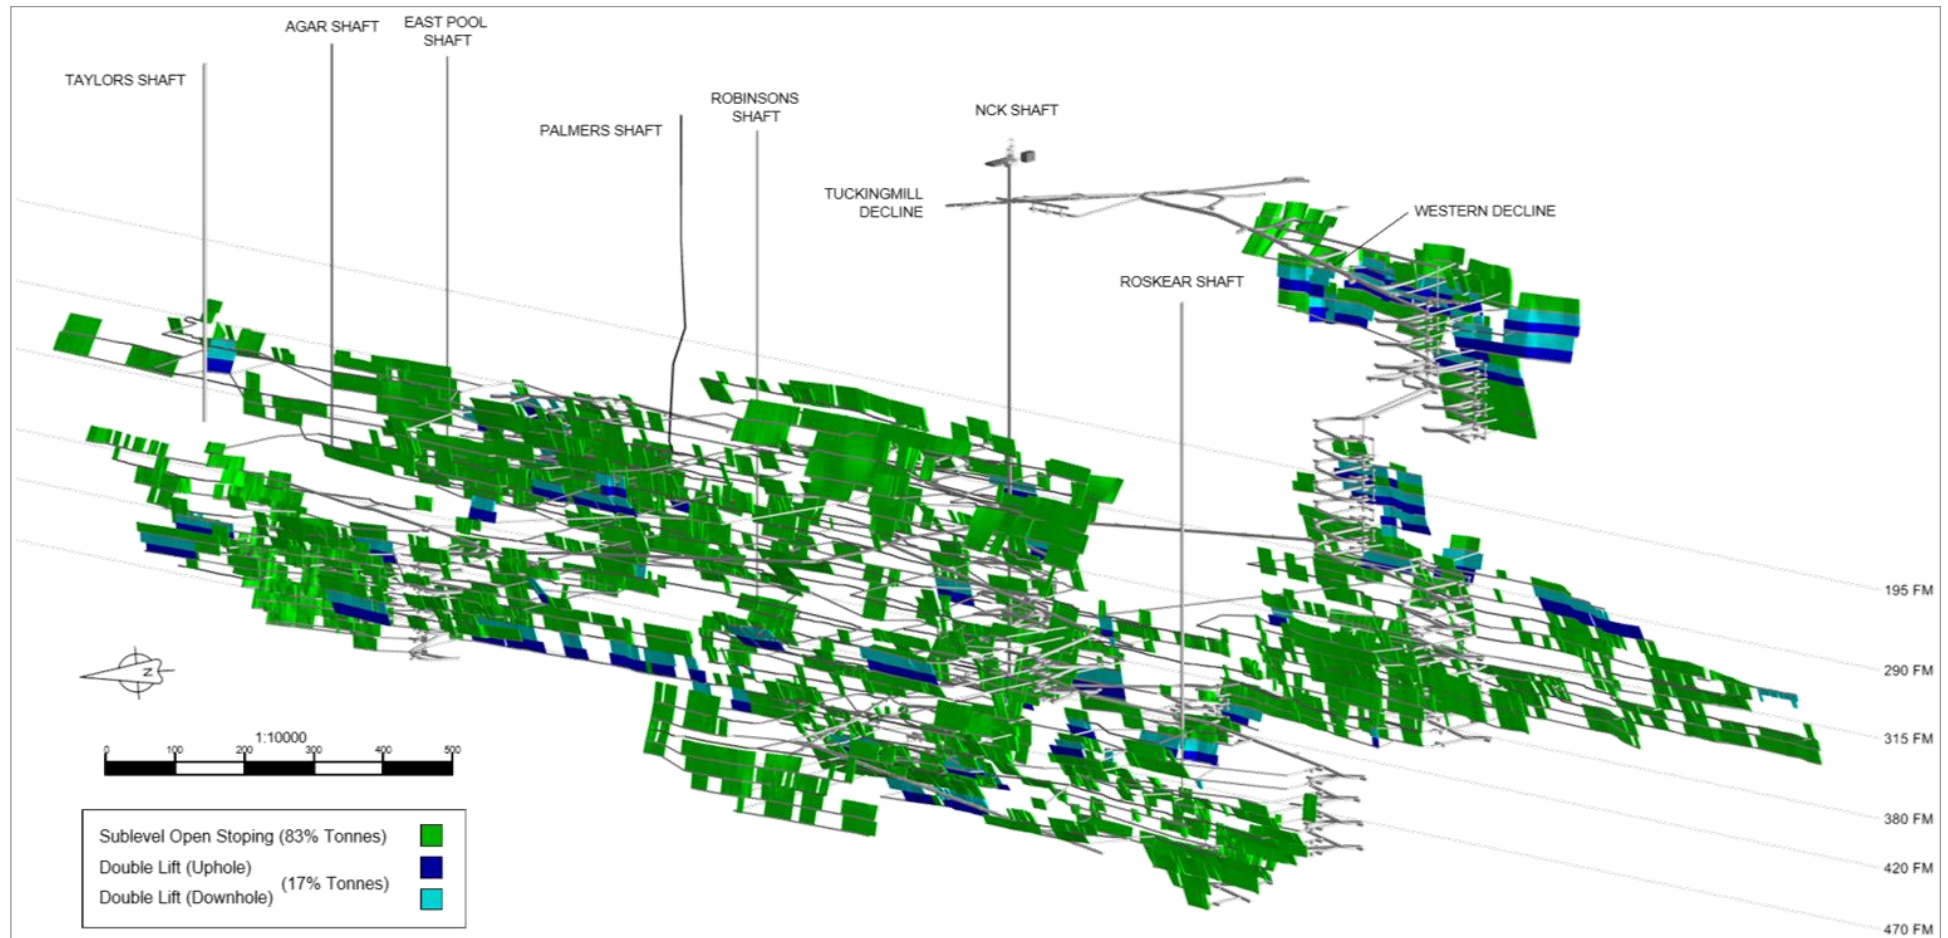 AGAR SHAFT
EAST POOL
SHAFT
TAYLORS SHAFT
PALMERS SHAFT
ROBINSONS
SHAFT
NCK SHAFT
TUCKINGMILL
DECLINE
WESTERN DECLINE
ROSKEAR SHAFT
195 FM
290 FM
315 FM
380 FM
420 FM
470 FM
N
1:10000
0 100 200 300 400 500
Sublevel Open Stoping (83% Tonnes)
Double Lift (Uphole)
(17% Tonnes)
Double Lift (Downhole)